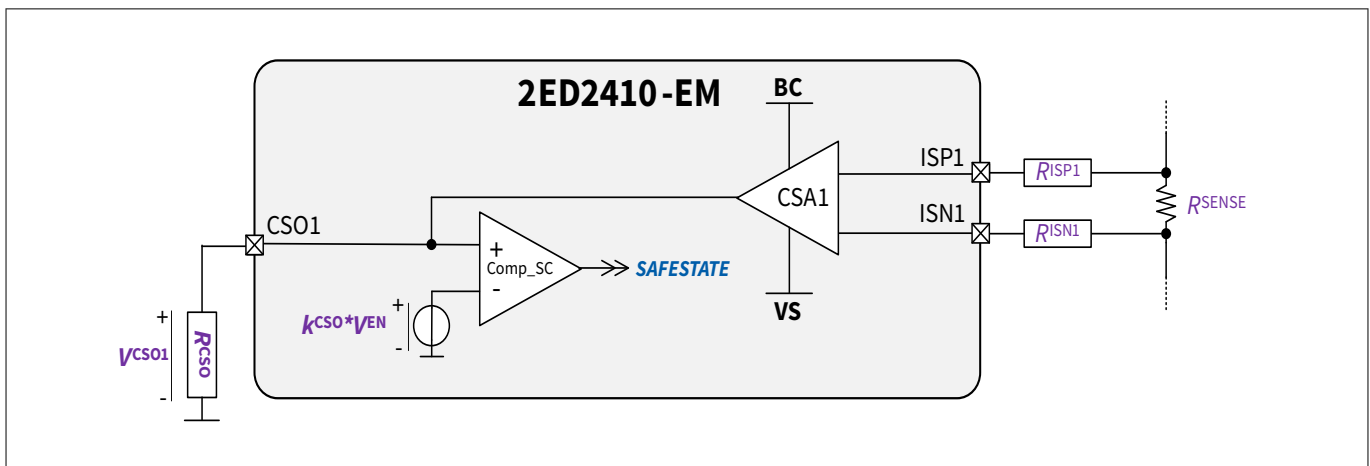 2ED2410-EM
BC
ISP1
RISP1
CSA1
RSENSE
ISN1
RISN1
CSO1
+
Comp_SC
-
SAFESTATE
kCSO*VEN
+
-
VS
+
VCSO1
-
RCSO